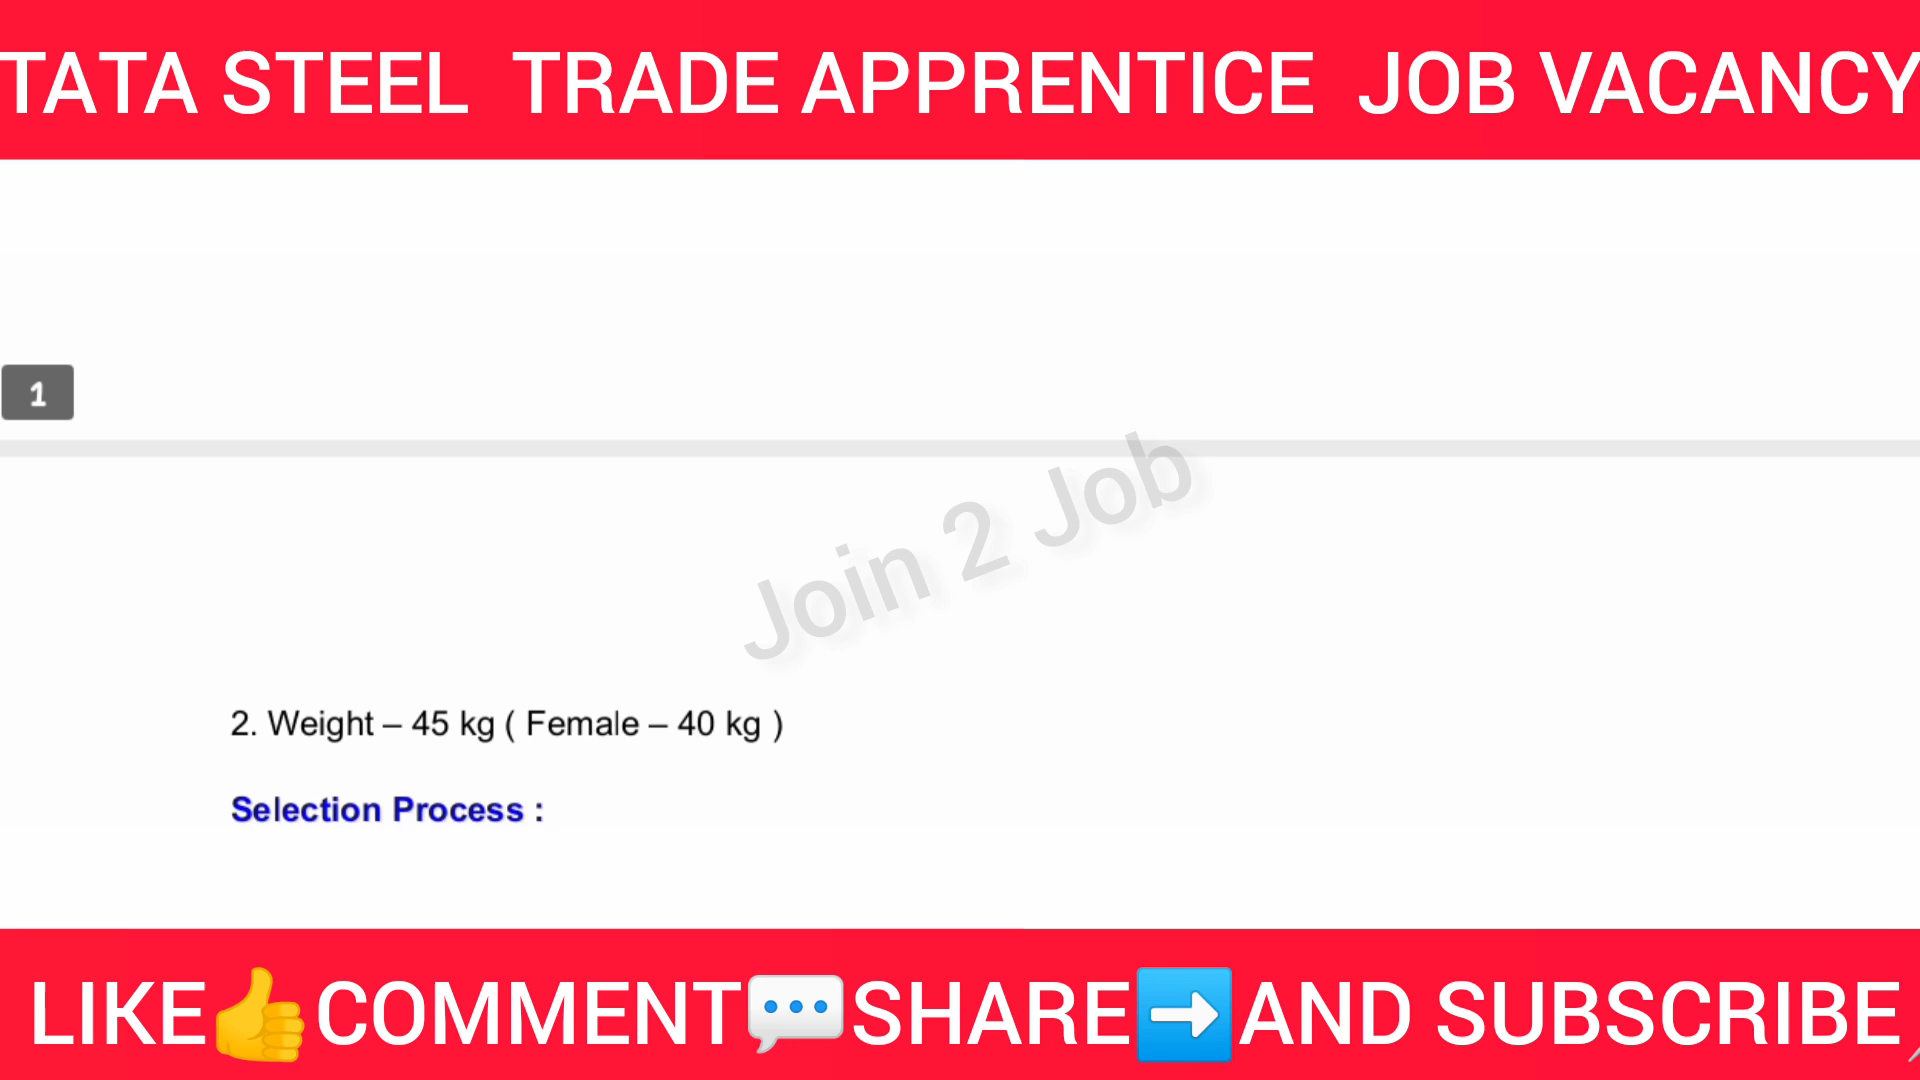 TATA STEEL TRADE APPRENTICE JOB VACANCY
1
Join 2 Job
2. Weight – 45 kg ( Female – 40 kg )
Selection Process :
LIKE👍COMMENT💬SHARE➡️AND SUBSCRIBE